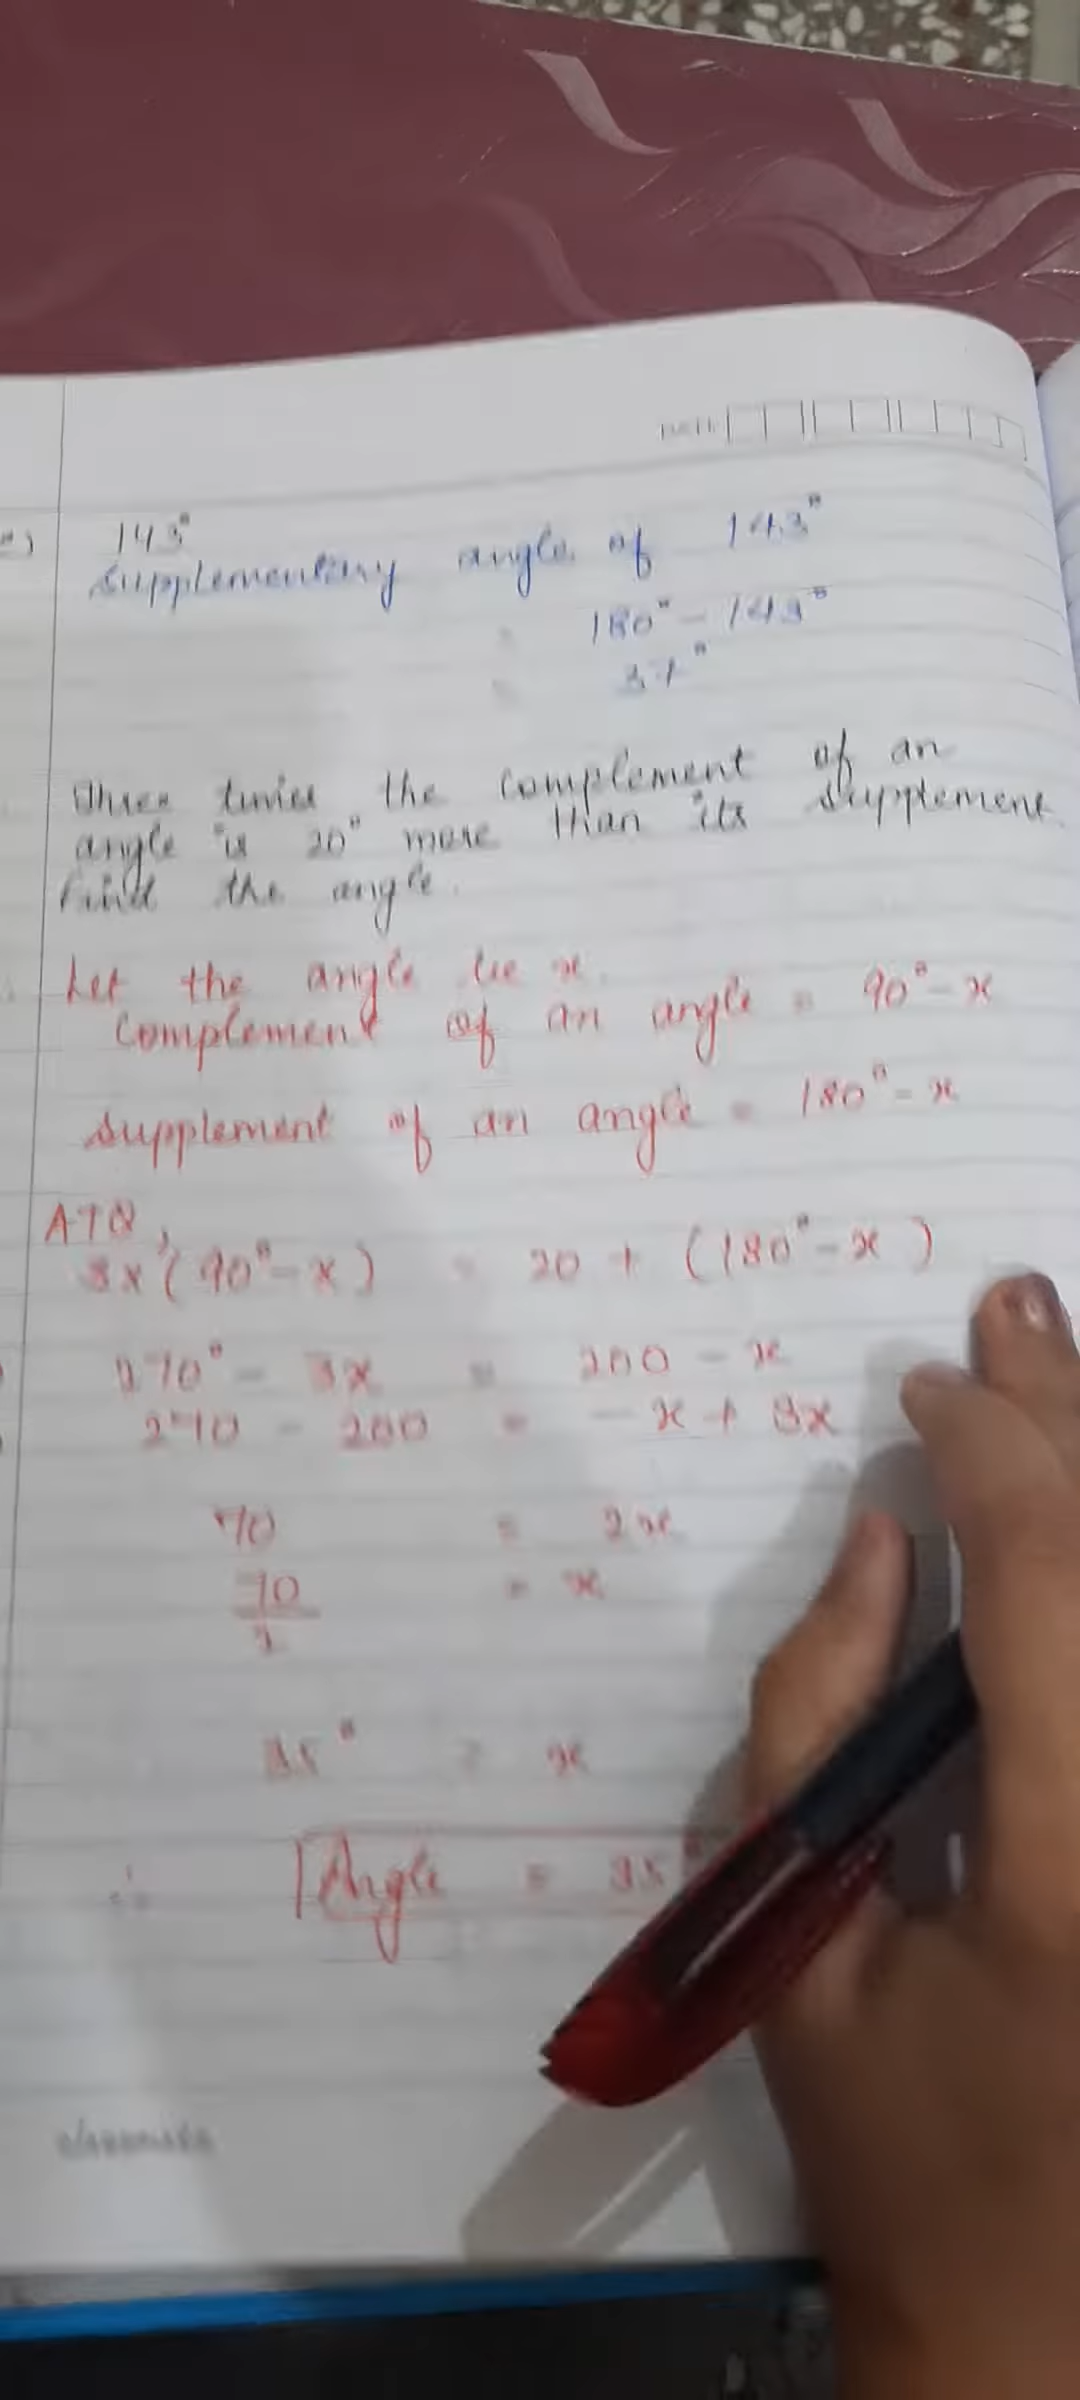 143°
Supplementary angle of 143°
180° - 143°
37°
Three times the complement of an
angle is 20° more than its supplement.
Find the angle.
Let the angle be x.
Complement of an angle = 90° - x
Supplement of an angle = 180° - x
ATQ,
3x (90° - x) = 20 + (180° - x)
270° - 3x = 200 - x
270 - 200 = - x + 3x
70 = 2x
70/2 = x
35° = x
∴ Angle = 35°